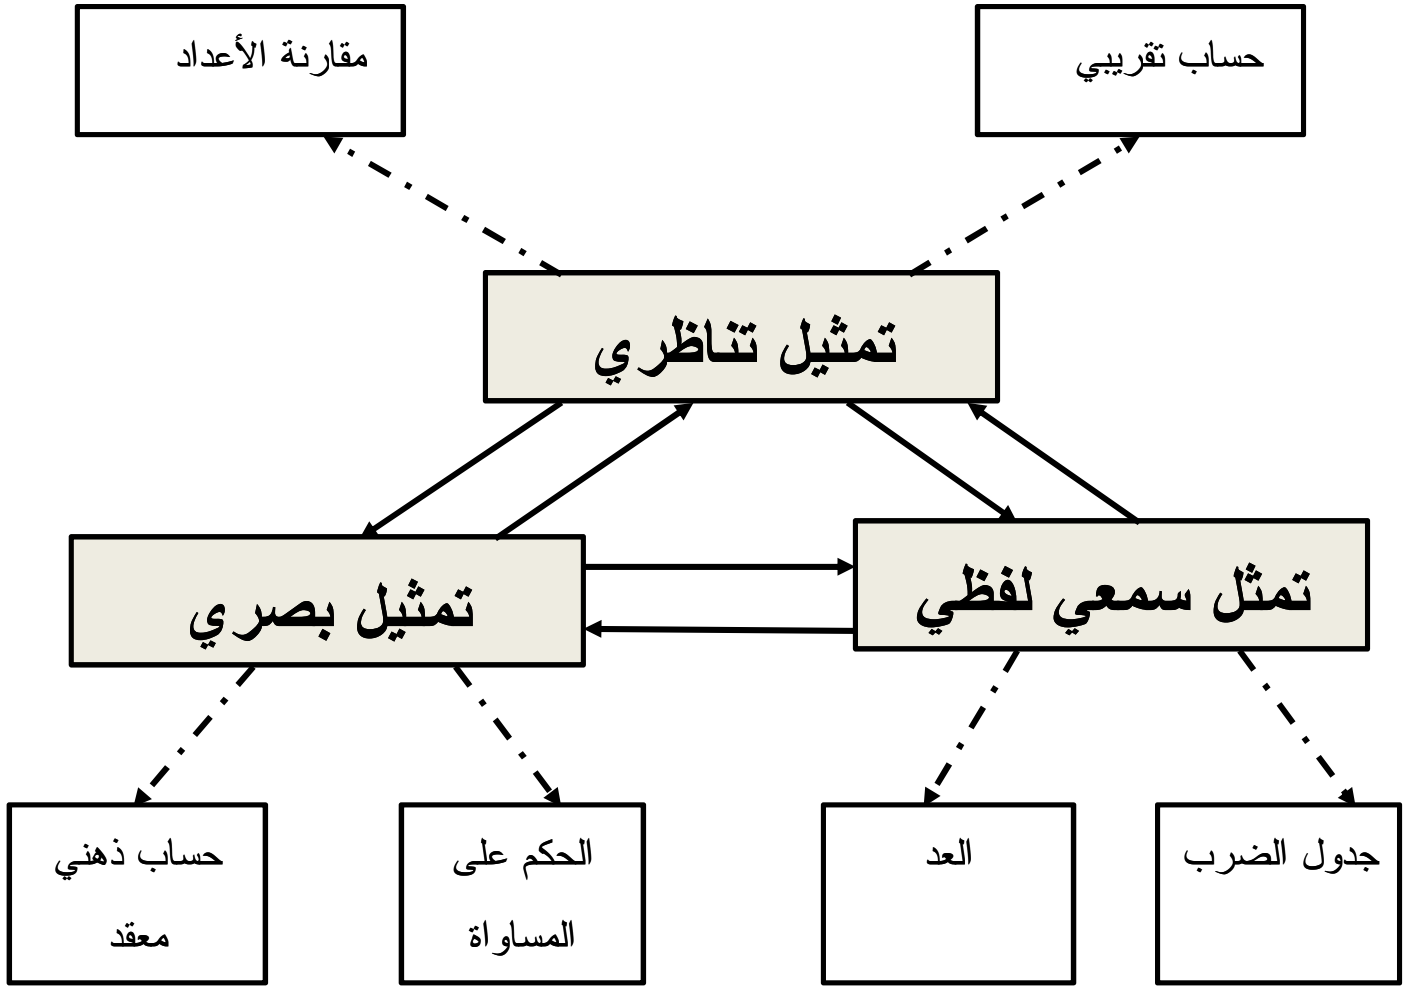 حساب تقريبي
مقارنة الأعداد
تمثيل تناظري
تمثل سمعي لفظي
تمثيل بصري
جدول الضرب
العد
الحكم على
المساواة
حساب ذهني
معقد